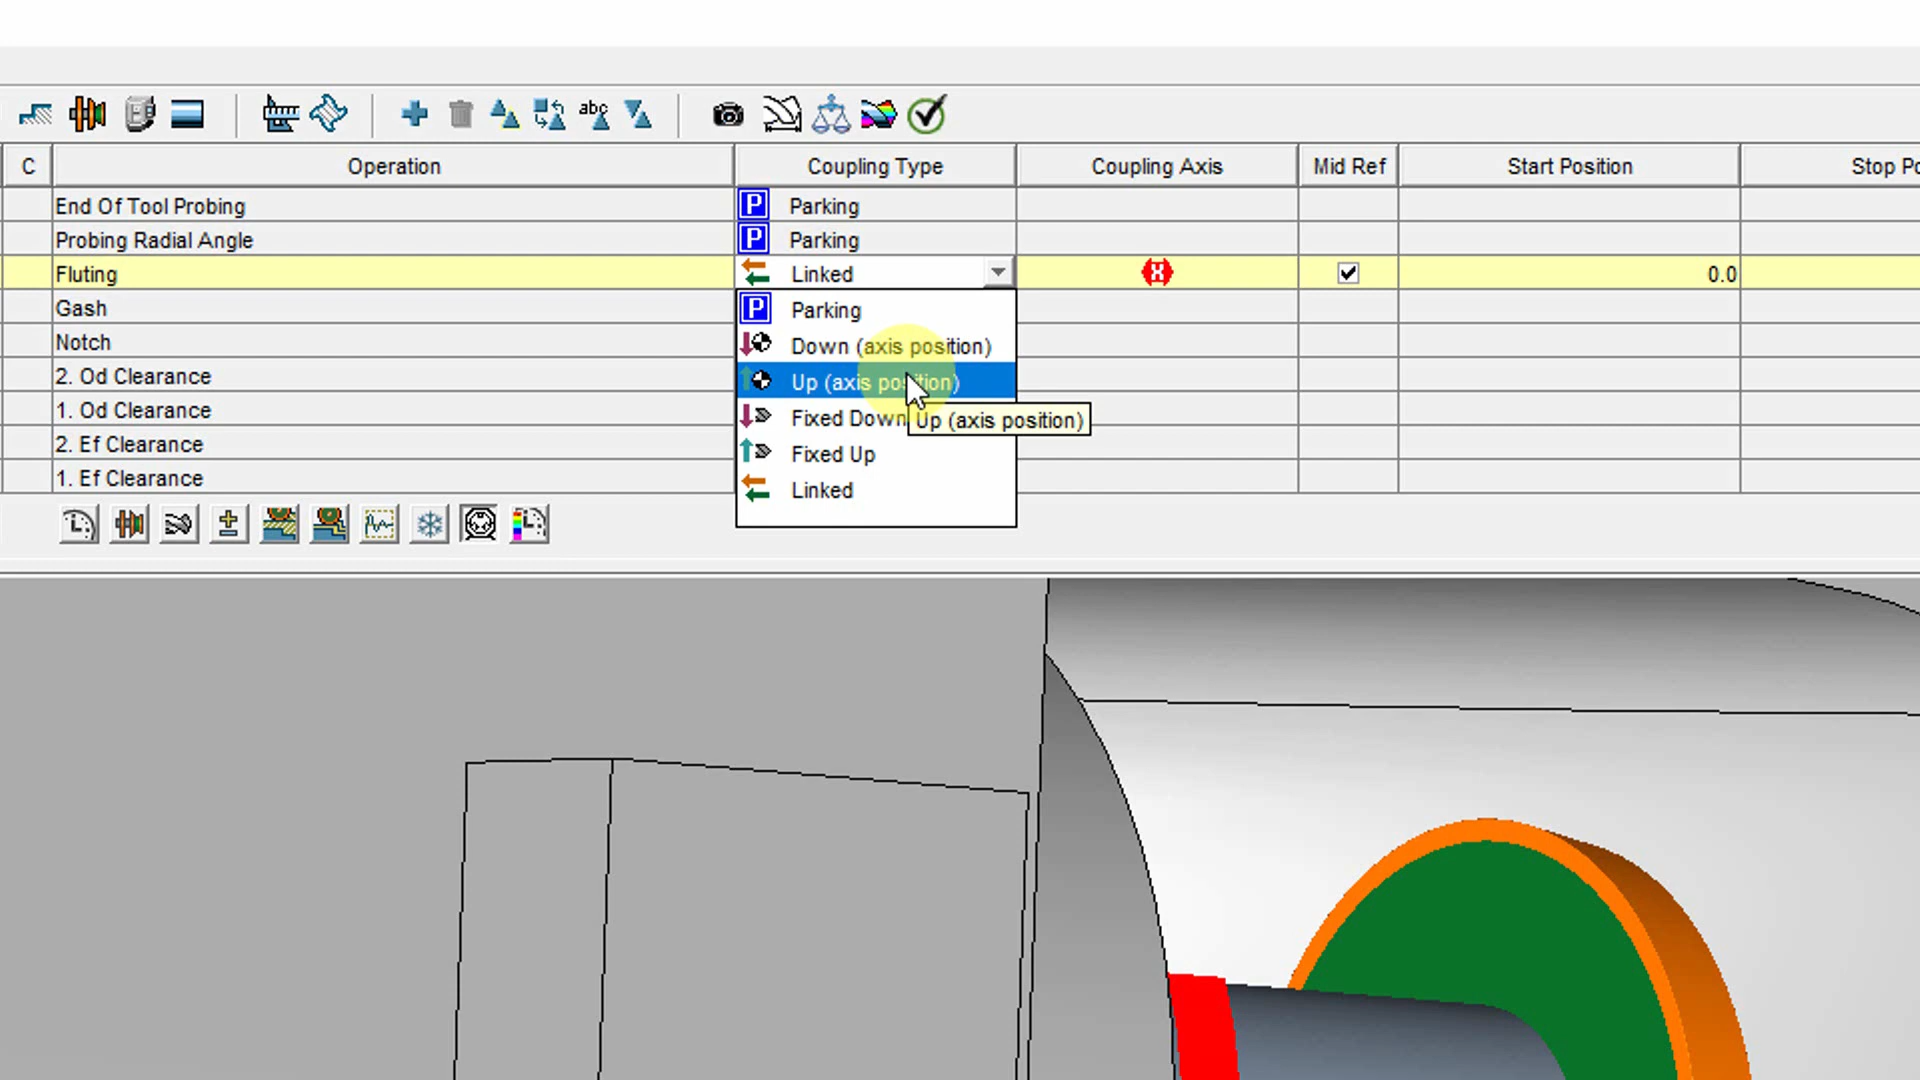 abc
C Operation Coupling Type Coupling Axis Mid Ref Start Position Stop Po
End Of Tool Probing P Parking
Probing Radial Angle P Parking
Fluting Linked 0.0
Gash P Parking
Notch Down (axis position)
2. Od Clearance Up (axis position)
1. Od Clearance Fixed Down Up (axis position)
2. Ef Clearance Fixed Up
1. Ef Clearance Linked